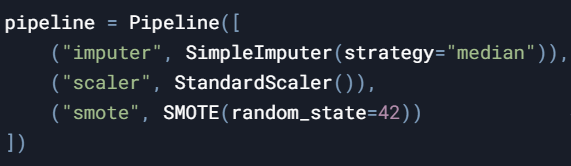 pipeline = Pipeline([
    ("imputer", SimpleImputer(strategy="median")),
    ("scaler", StandardScaler()),
    ("smote", SMOTE(random_state=42))
])